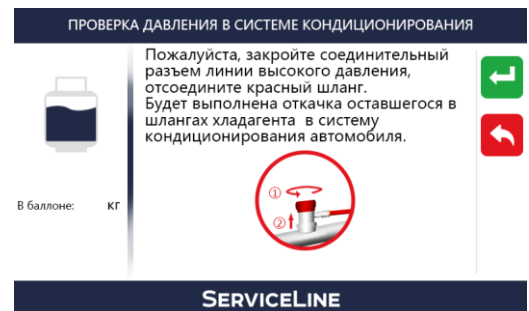 ПРОВЕРКА ДАВЛЕНИЯ В СИСТЕМЕ КОНДИЦИОНИРОВАНИЯ
Пожалуйста, закройте соединительный
разъем линии высокого давления,
отсоедините красный шланг.
Будет выполнена откачка оставшегося в
шлангах хладагента в систему
кондиционирования автомобиля.
①
②
В баллоне: кг
SERVICELINE